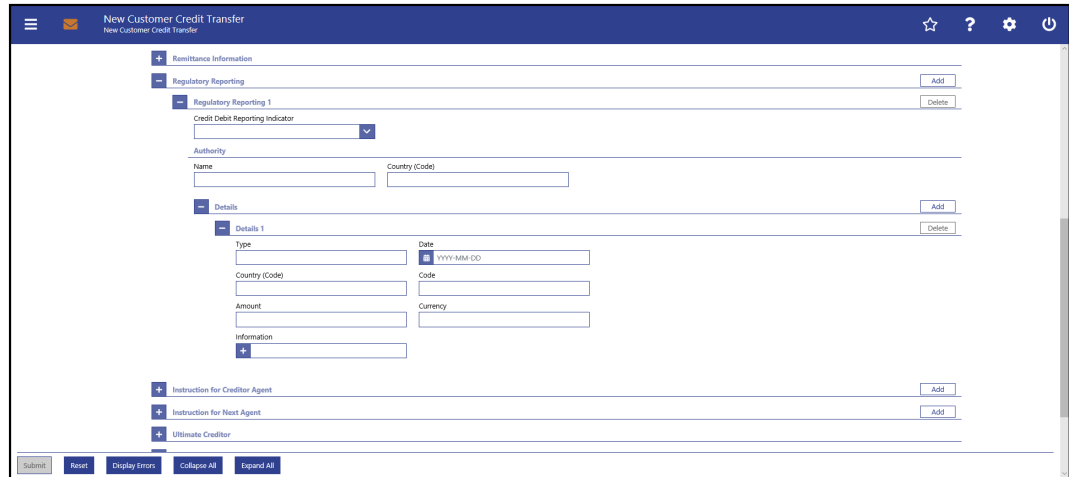 New Customer Credit Transfer
New Customer Credit Transfer
Remittance Information
Regulatory Reporting Add
Regulatory Reporting 1 Delete
Credit Debit Reporting Indicator
Authority
Name Country (Code)
Details Add
Details 1 Delete
Type Date
YYYY-MM-DD
Country (Code) Code
Amount Currency
Information
Instruction for Creditor Agent Add
Instruction for Next Agent Add
Ultimate Creditor
Submit Reset Display Errors Collapse All Expand All